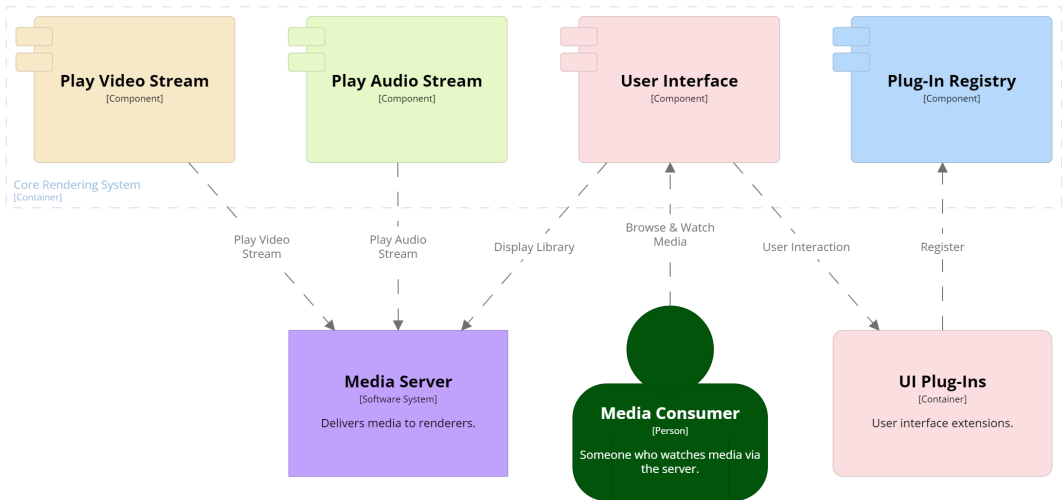 Play Video Stream
[Component]
Play Audio Stream
[Component]
User Interface
[Component]
Plug-In Registry
[Component]
Core Rendering System
[Container]
Play Video
Stream
Play Audio
Stream
Display Library
Browse & Watch
Media
User Interaction
Register
Media Server
[Software System]
Delivers media to renderers.
Media Consumer
[Person]
Someone who watches media via
the server.
UI Plug-Ins
[Container]
User interface extensions.